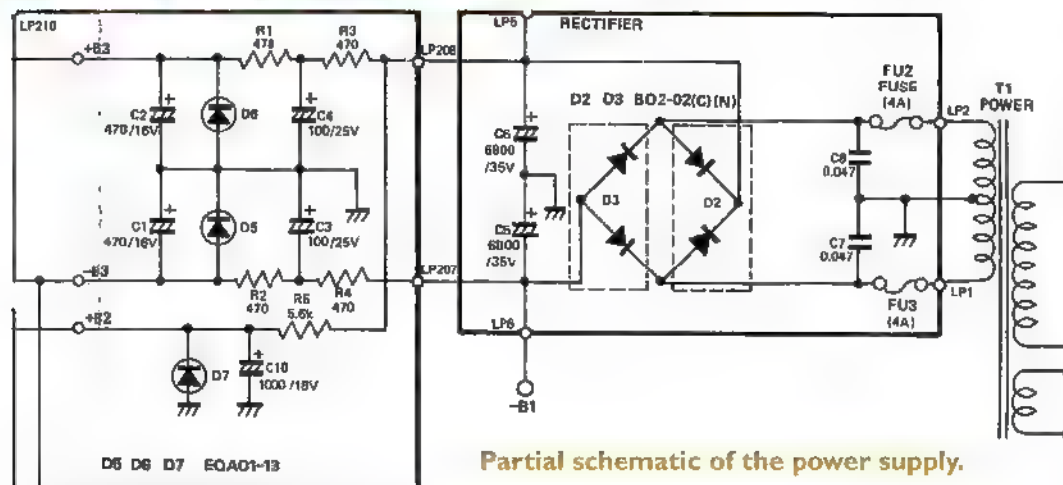 LP210
+B3
R1
470
R3
470
LP208
LP5
RECTIFIER
FU2
FUSE
(4A)
T1
POWER
LP2
D2 D3 BO2-02(C)(N)
C2
470/16V
D6
C4
100/25V
C6
6800
/35V
C8
0.047
D3
D2
C1
470/16V
D5
C3
100/25V
C5
6800
/35V
C7
0.047
-B3
R2
470
R6
5.6k
R4
470
LP207
LP6
FU3
(4A)
LP1
+B2
D7
C10
1000/16V
-B1
D5 D6 D7 EQA01-13
Partial schematic of the power supply.